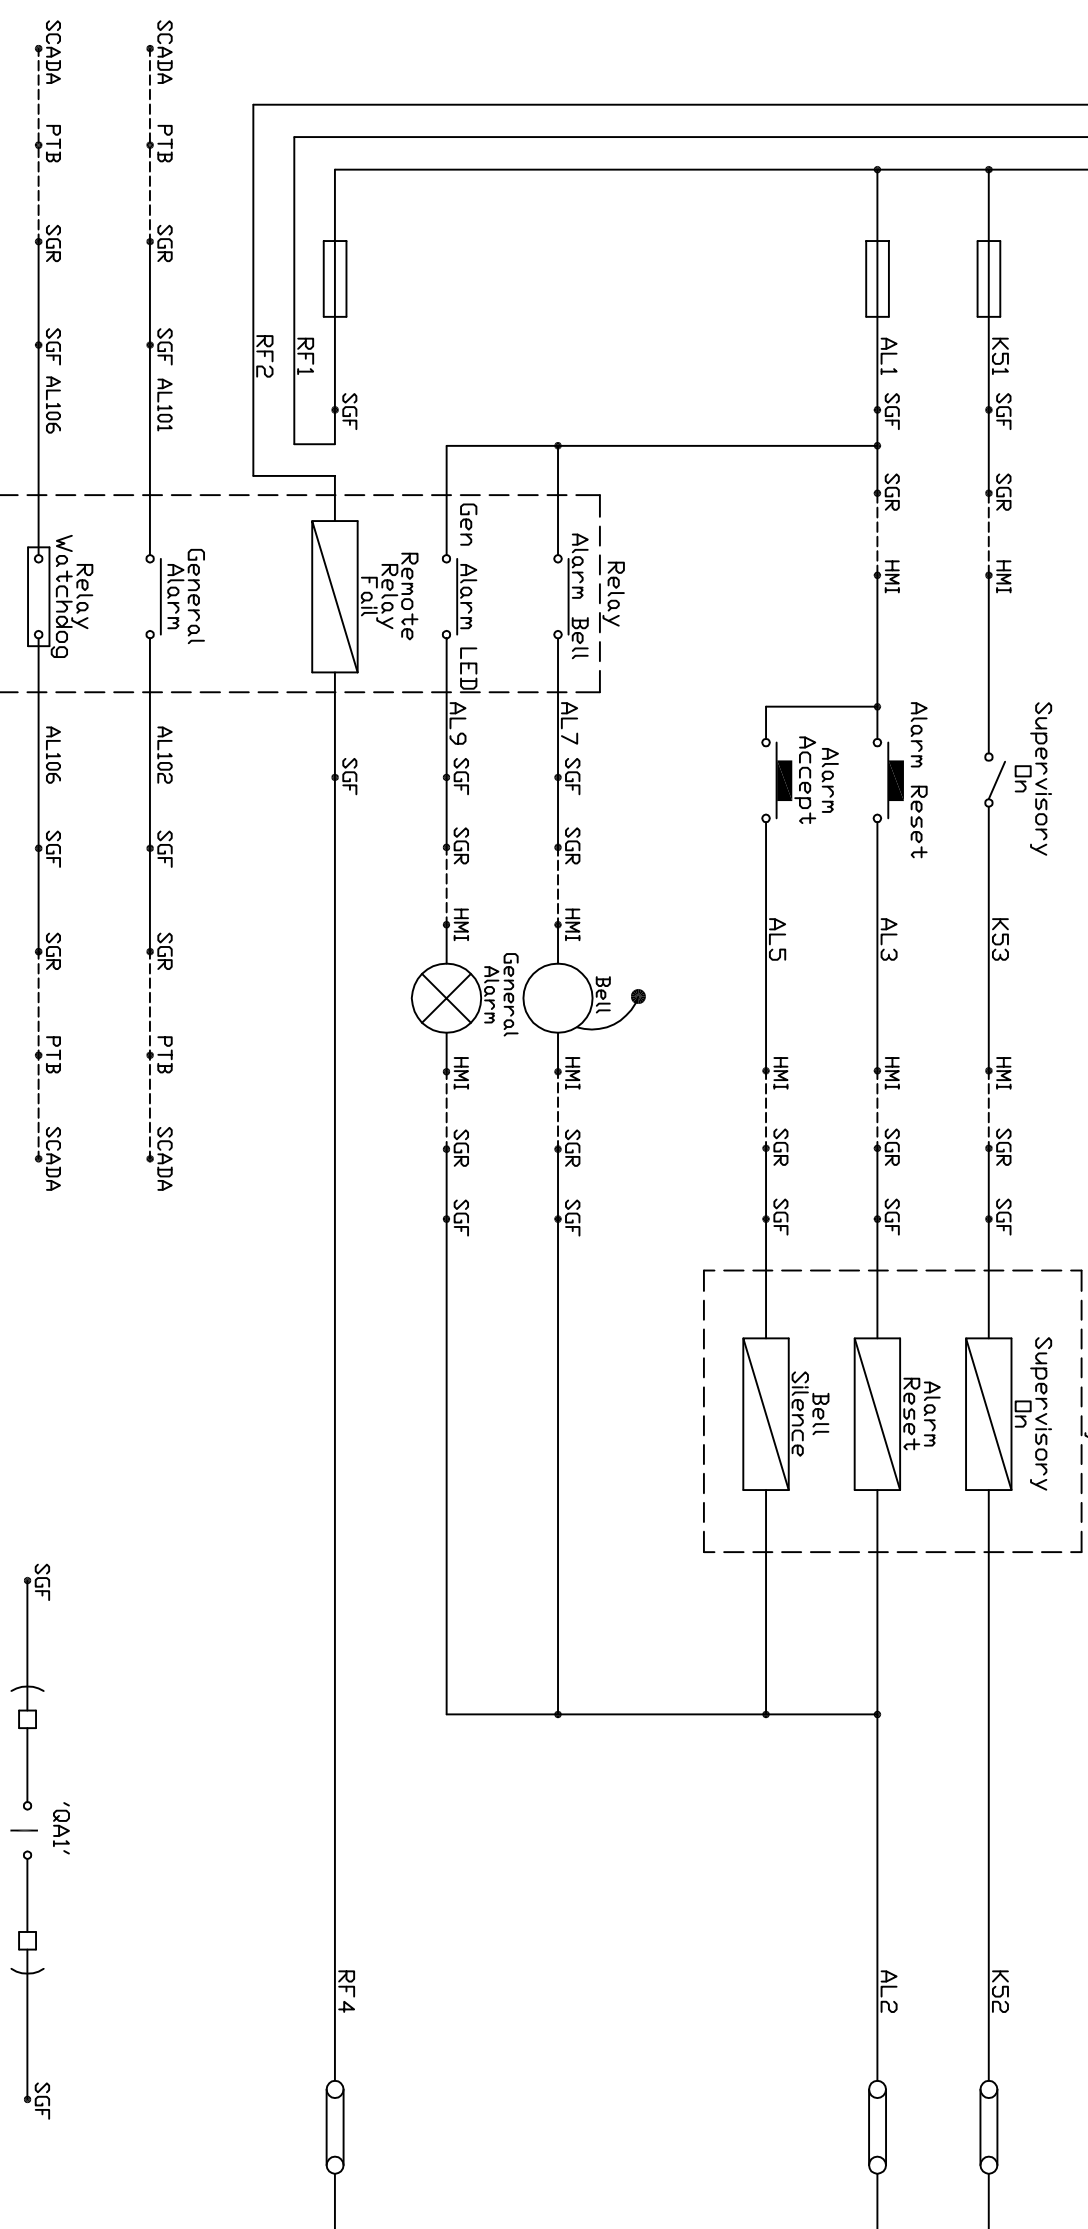 Supervisory
On
Supervisory
On
K51 SGF SGR HMI K53 HMI SGR SGF K52
Alarm Reset
Alarm
Reset
AL1 SGF SGR HMI AL3 HMI SGR SGF AL2
Alarm
Accept
Bell
Silence
AL5 HMI SGR SGF
Relay
Bell
Alarm Bell
AL7 SGF SGR HMI HMI SGR SGF
General
Alarm
Gen Alarm LED
AL9 SGF SGR HMI HMI SGR SGF
Remote
Relay
Fail
SGF SGF RF4
RF1
RF2
General
Alarm
SCADA PTB SGR SGF AL101 AL102 SGF SGR PTB SCADA
Relay
Watchdog
SCADA PTB SGR SGF AL106 AL106 SGF SGR PTB SCADA
'QA1'
SGF SGF